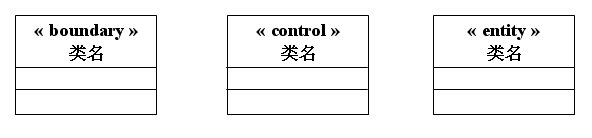 « boundary »
类名
« control »
类名
« entity »
类名